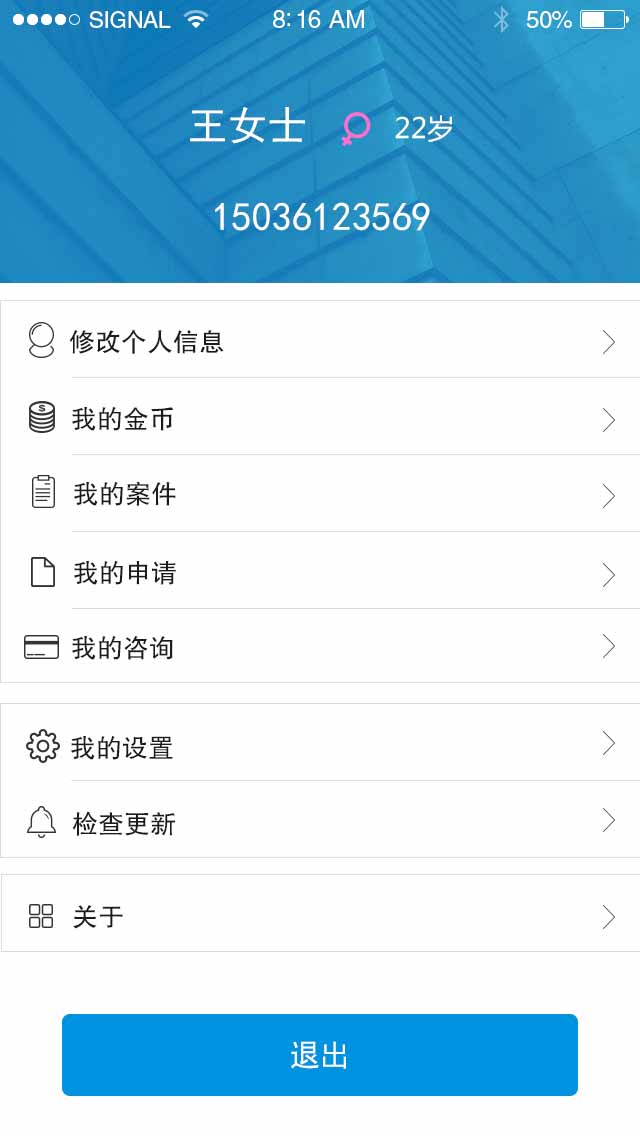 SIGNAL 8:16 AM 50%
王女士 22岁
15036123569
修改个人信息
我的金币
我的案件
我的申请
我的咨询
我的设置
检查更新
关于
退出